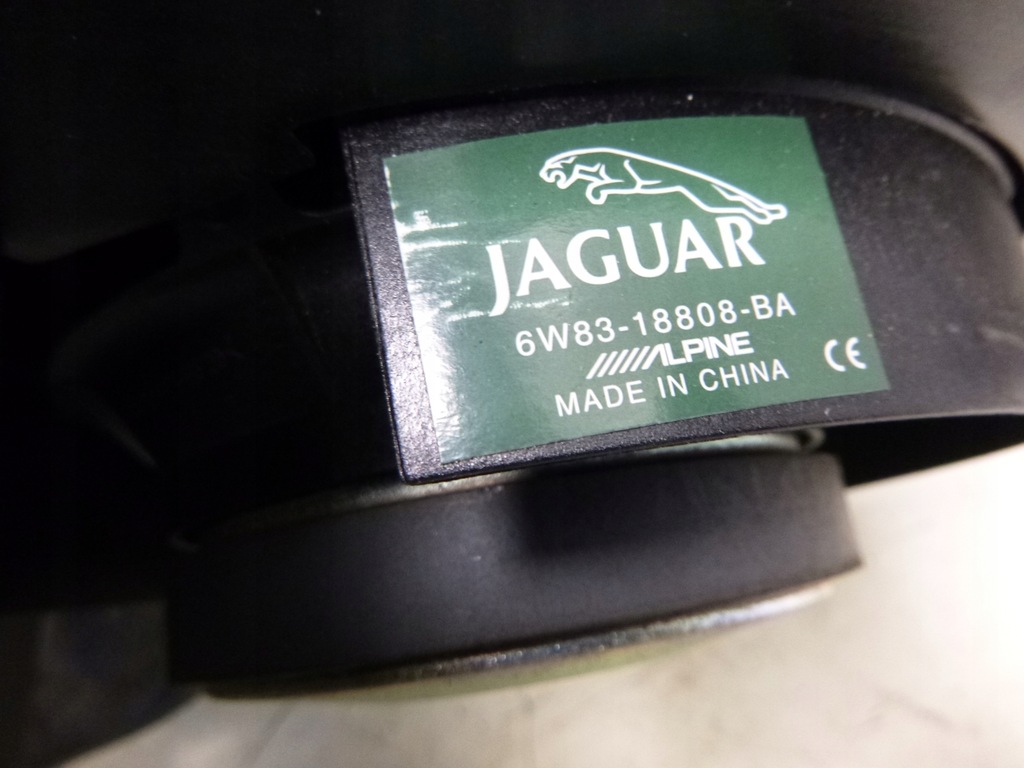 JAGUAR
6W83-18808-BA
ALPINE
MADE IN CHINA
CE